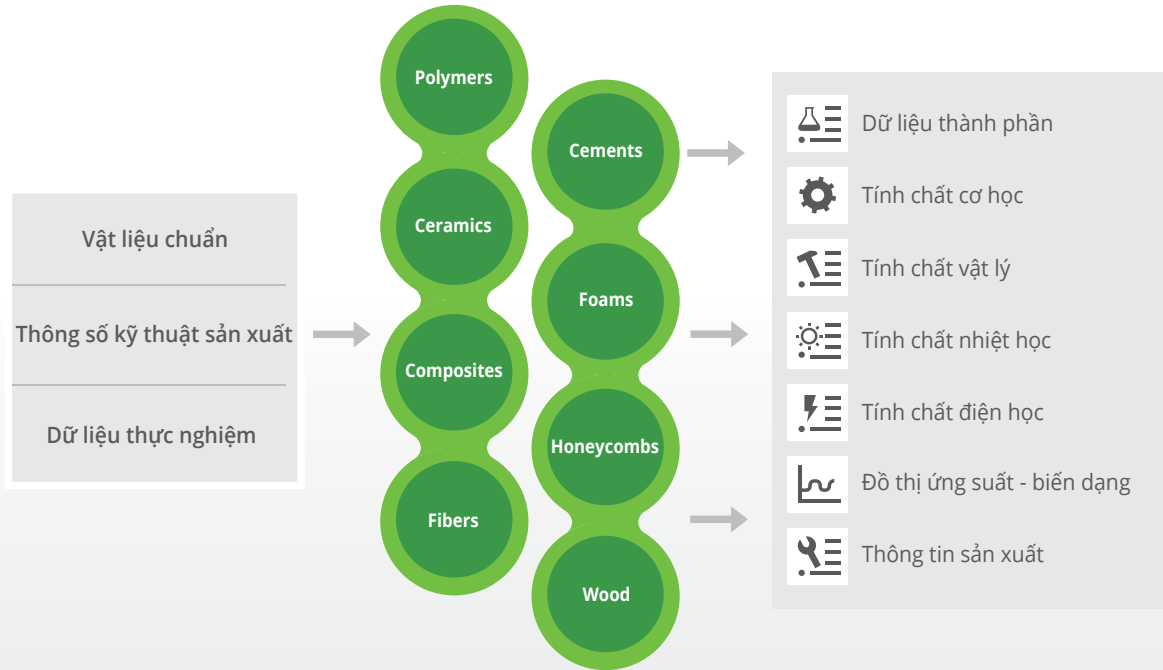 Vật liệu chuẩn
Thông số kỹ thuật sản xuất
Dữ liệu thực nghiệm
Polymers
Ceramics
Composites
Fibers
Cements
Foams
Honeycombs
Wood
Dữ liệu thành phần
Tính chất cơ học
Tính chất vật lý
Tính chất nhiệt học
Tính chất điện học
Đồ thị ứng suất - biến dạng
Thông tin sản xuất